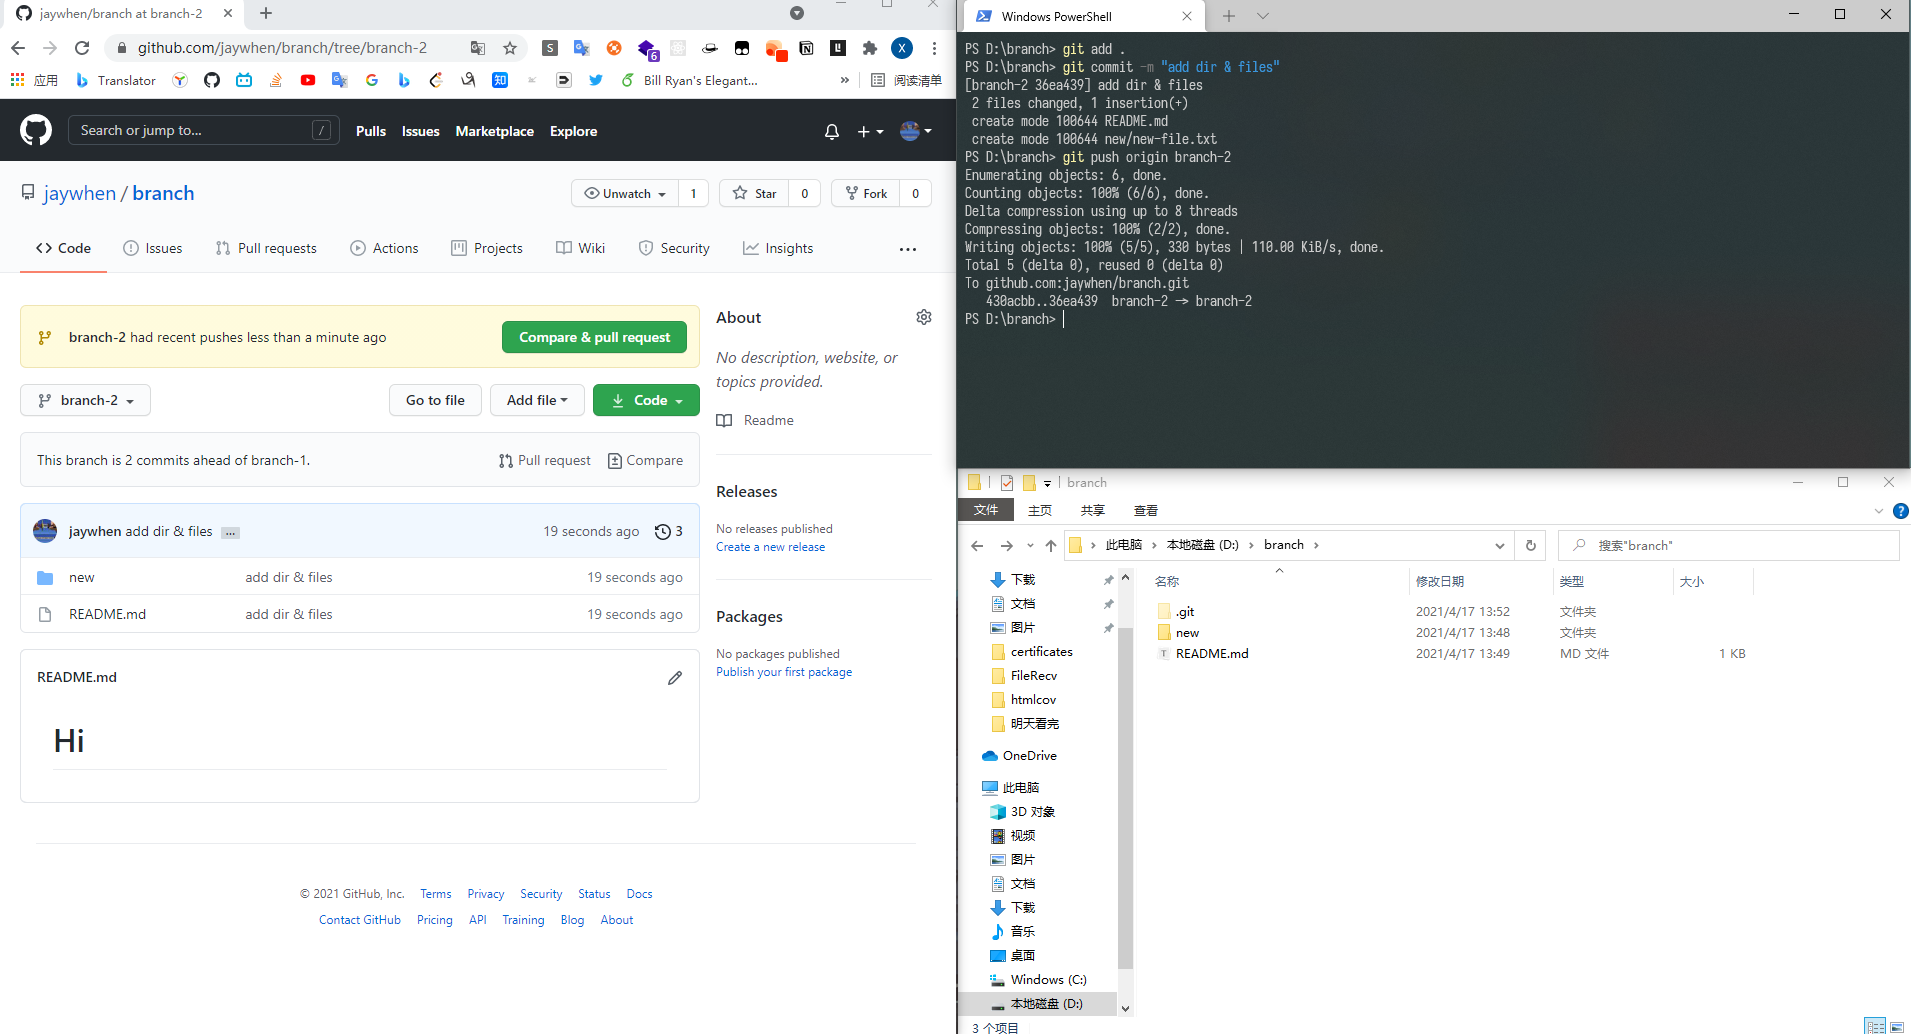 jaywhen/branch at branch-2
github.com/jaywhen/branch/tree/branch-2
应用
Translator
Bill Ryan's Elegant...
»
阅读清单
Search or jump to...
/
Pulls
Issues
Marketplace
Explore
jaywhen / branch
Unwatch 1
Star 0
Fork 0
Code
Issues
Pull requests
Actions
Projects
Wiki
Security
Insights
branch-2 had recent pushes less than a minute ago
Compare & pull request
branch-2
Go to file
Add file
Code
This branch is 2 commits ahead of branch-1.
Pull request
Compare
jaywhen add dir & files ...
19 seconds ago
3
new add dir & files 19 seconds ago
README.md add dir & files 19 seconds ago
README.md
Hi
About
No description, website, or
topics provided.
Readme
Releases
No releases published
Create a new release
Packages
No packages published
Publish your first package
© 2021 GitHub, Inc. Terms Privacy Security Status Docs
Contact GitHub Pricing API Training Blog About
Windows PowerShell
PS D:\branch> git add .
PS D:\branch> git commit -m "add dir & files"
[branch-2 36ea439] add dir & files
2 files changed, 1 insertion(+)
create mode 100644 README.md
create mode 100644 new/new-file.txt
PS D:\branch> git push origin branch-2
Enumerating objects: 6, done.
Counting objects: 100% (6/6), done.
Delta compression using up to 8 threads
Compressing objects: 100% (2/2), done.
Writing objects: 100% (5/5), 330 bytes | 110.00 KiB/s, done.
Total 5 (delta 0), reused 0 (delta 0)
To github.com:jaywhen/branch.git
430acbb..36ea439 branch-2 -> branch-2
PS D:\branch>
branch
文件
主页
共享
查看
此电脑 › 本地磁盘 (D:) › branch ›
搜索"branch"
下载
文档
图片
certificates
FileRecv
htmlcov
明天看完
OneDrive
此电脑
3D 对象
视频
图片
文档
下载
音乐
桌面
Windows (C:)
本地磁盘 (D:)
名称 修改日期 类型 大小
.git 2021/4/17 13:52 文件夹
new 2021/4/17 13:48 文件夹
README.md 2021/4/17 13:49 MD 文件 1 KB
3 个项目